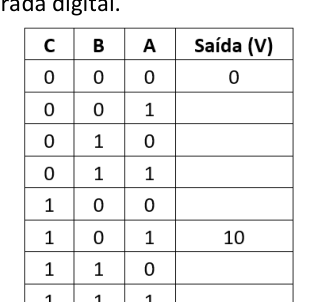 rada digital.
C B A Saída (V)
0 0 0 0
0 0 1
0 1 0
0 1 1
1 0 0
1 0 1 10
1 1 0
1 1 1